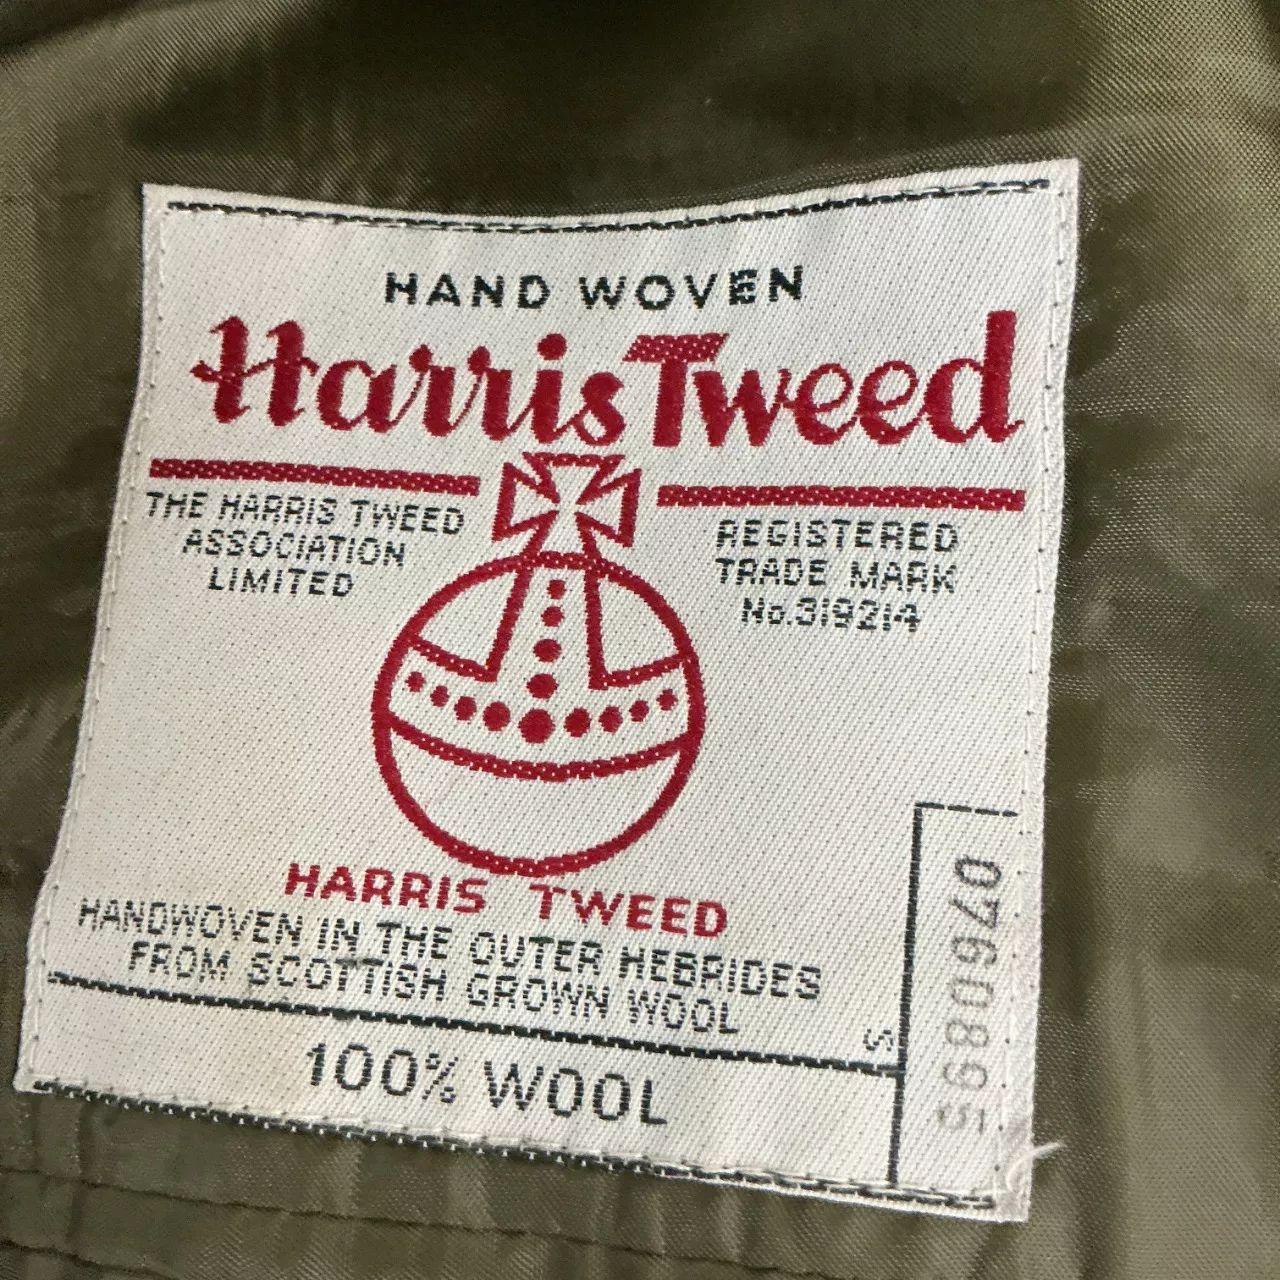 HAND WOVEN
Harris Tweed
THE HARRIS TWEED
ASSOCIATION
LIMITED
REGISTERED
TRADE MARK
No.319214
HARRIS TWEED
HANDWOVEN IN THE OUTER HEBRIDES
FROM SCOTTISH GROWN WOOL
S
100% WOOL
07608955